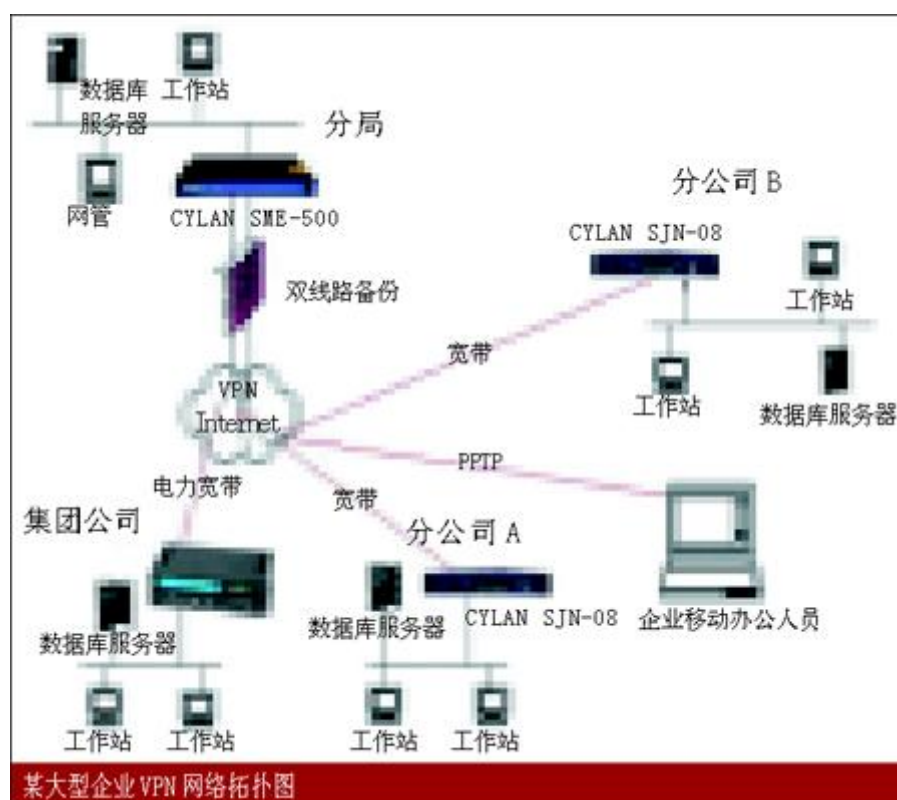 数据库
服务器
工作站
分局
网管
CYLAN SME-500
双线路备份
分公司 B
CYLAN SJN-08
工作站
宽带
工作站
数据库服务器
VPN
Internet
PPTP
电力宽带
宽带
集团公司
分公司 A
数据库服务器
数据库服务器
CYLAN SJN-08
企业移动办公人员
工作站
工作站
工作站
工作站
某大型企业 VPN 网络拓扑图